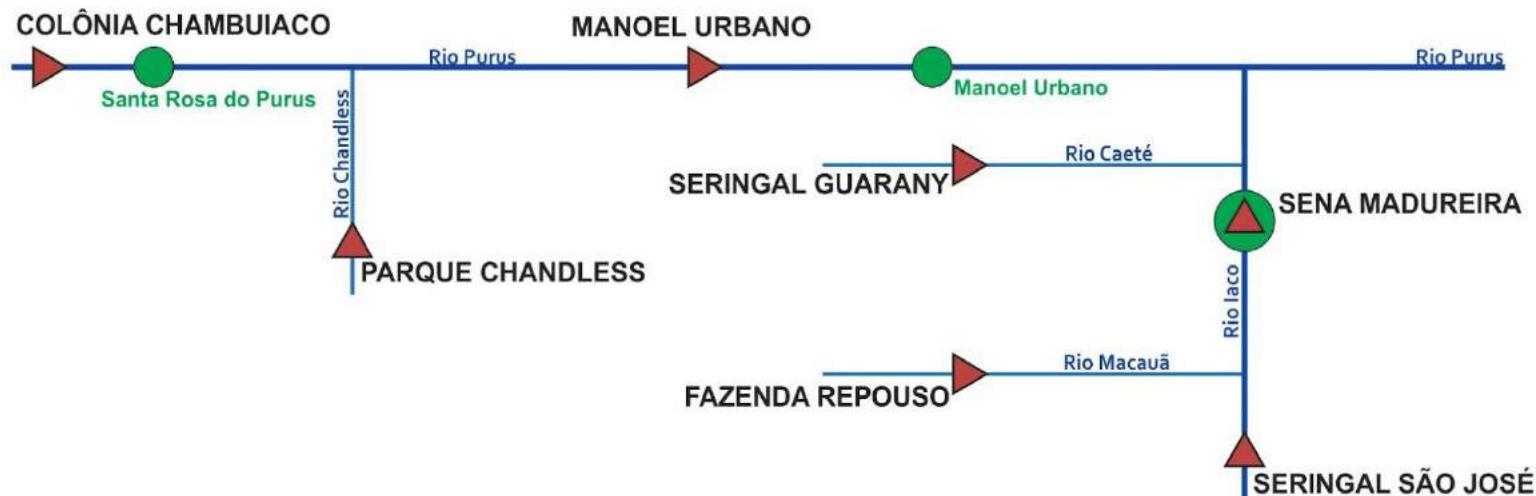 COLÔNIA CHAMBUIACO
MANOEL URBANO
Rio Purus
Rio Purus
Santa Rosa do Purus
Manoel Urbano
Rio Chandless
Rio Caeté
SERINGAL GUARANY
SENA MADUREIRA
PARQUE CHANDLESS
Rio Iaco
Rio Macauã
FAZENDA REPOUSO
SERINGAL SÃO JOSÉ